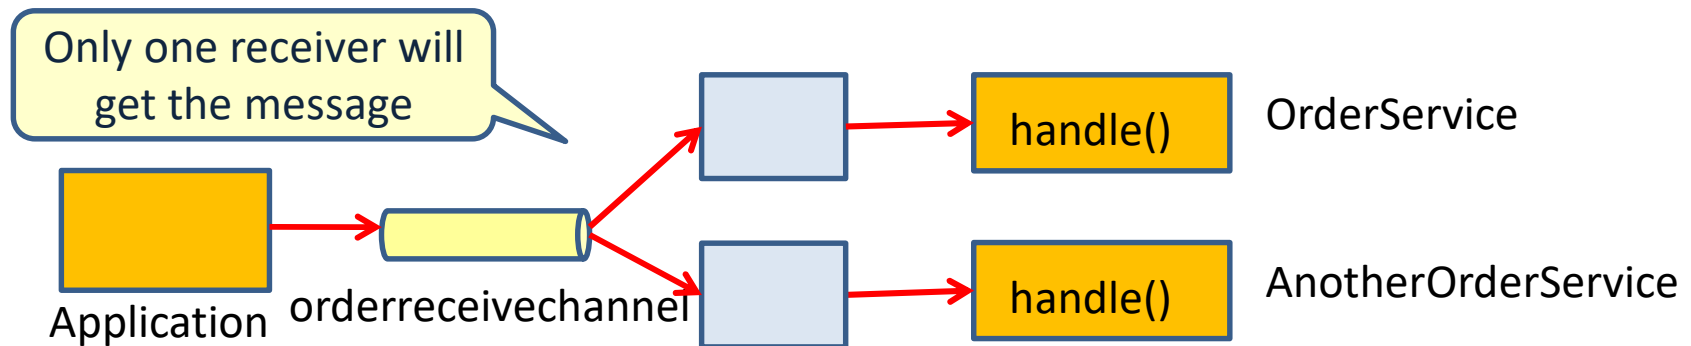 Only one receiver will
get the message
handle()
OrderService
Application
orderreceivechannel
handle()
AnotherOrderService